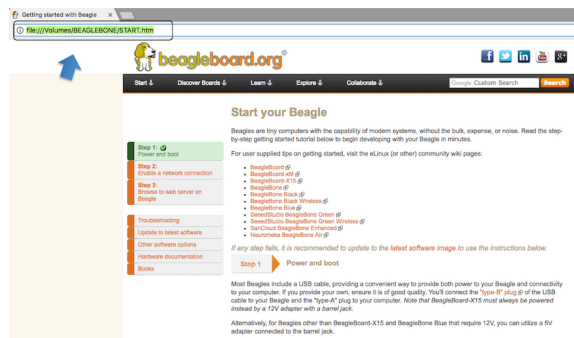 Getting started with Beagle
file:///Volumes/BEAGLEBONE/START.htm
beagleboard.org®
Start
Discover Boards
Learn
Explore
Collaborate
Google Custom Search
Search
Start your Beagle
Beagles are tiny computers with the capability of modern systems, without the bulk, expense, or noise. Read the step-
by-step getting started tutorial below to begin developing with your Beagle in minutes.
Step 1:
Power and boot
Step 2:
Enable a network connection
Step 3:
Browse to web server on
Beagle
Troubleshooting
Update to latest software
Other software options
Hardware documentation
Books
For user supplied tips on getting started, visit the eLinux (or other) community wiki pages:
• BeagleBoard
• BeagleBoard-xM
• BeagleBoard-X15
• BeagleBone
• BeagleBone Black
• BeagleBone Black Wireless
• BeagleBone Blue
• SeeedStudio BeagleBone Green
• SeeedStudio BeagleBone Green Wireless
• SanCloud BeagleBone Enhanced
• Neuromeka BeagleBone Air
If any step fails, it is recommended to update to the latest software image to use the instructions below.
Step 1
Power and boot
Most Beagles include a USB cable, providing a convenient way to provide both power to your Beagle and connectivity
to your computer. If you provide your own, ensure it is of good quality. You'll connect the "type-B" plug of the USB
cable to your Beagle and the "type-A" plug to your computer. Note that BeagleBoard-X15 must always be powered
instead by a 12V adapter with a barrel jack.
Alternatively, for Beagles other than BeagleBoard-X15 and BeagleBone Blue that require 12V, you can utilize a 5V
adapter connected to the barrel jack.